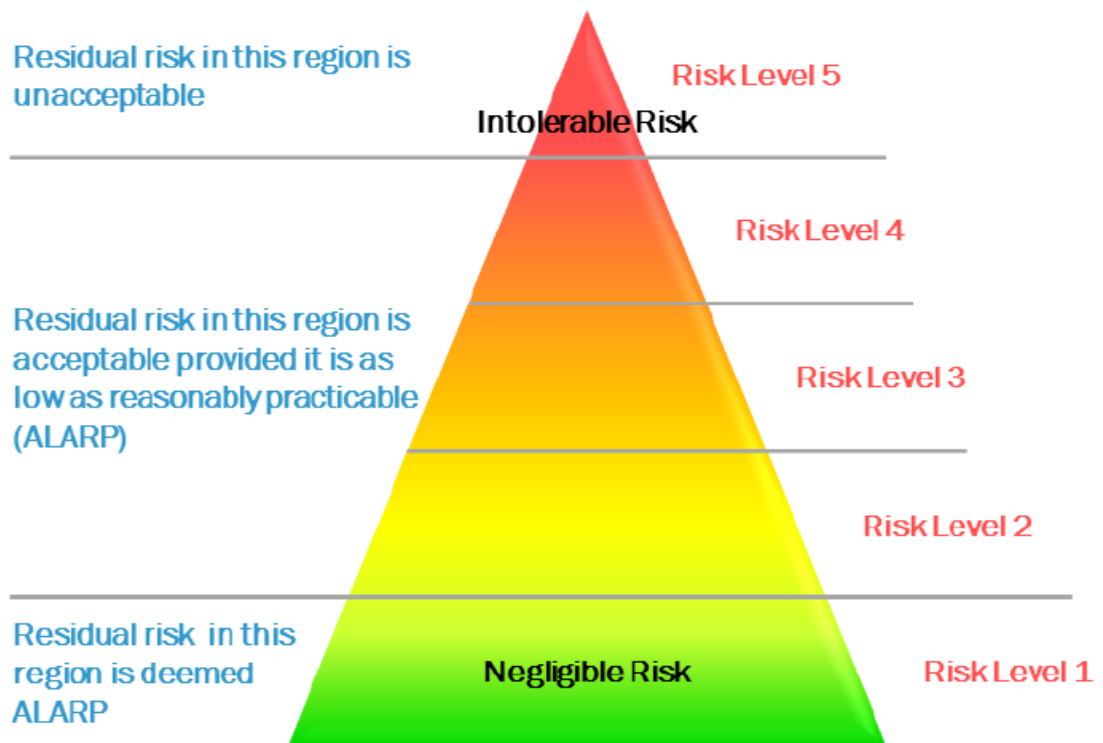 Residual risk in this region is
unacceptable
Risk Level 5
Intolerable Risk
Risk Level 4
Residual risk in this region is
acceptable provided it is as
low as reasonably practicable
(ALARP)
Risk Level 3
Risk Level 2
Residual risk in this
region is deemed
ALARP
Negligible Risk
Risk Level 1